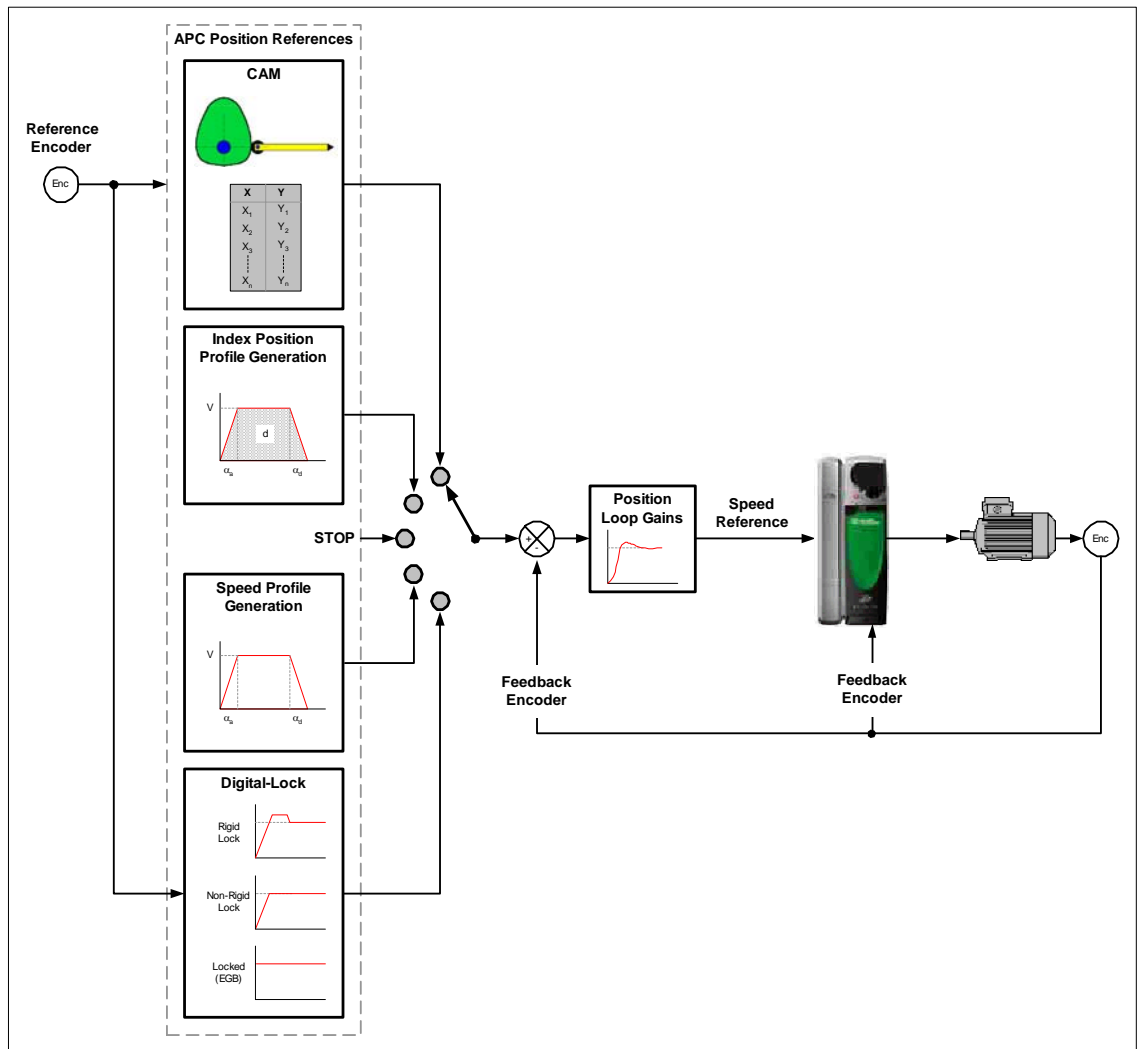 APC Position References
CAM
Reference
Encoder
Enc
X Y
X1 Y1
X2 Y2
X3 Y3
Xn Yn
Index Position
Profile Generation
V
d
αa αd
STOP
Speed Profile
Generation
V
αa αd
Digital-Lock
Rigid
Lock
Non-Rigid
Lock
Locked
(EGB)
+
-
Position
Loop Gains
Speed
Reference
Enc
Feedback
Encoder
Feedback
Encoder